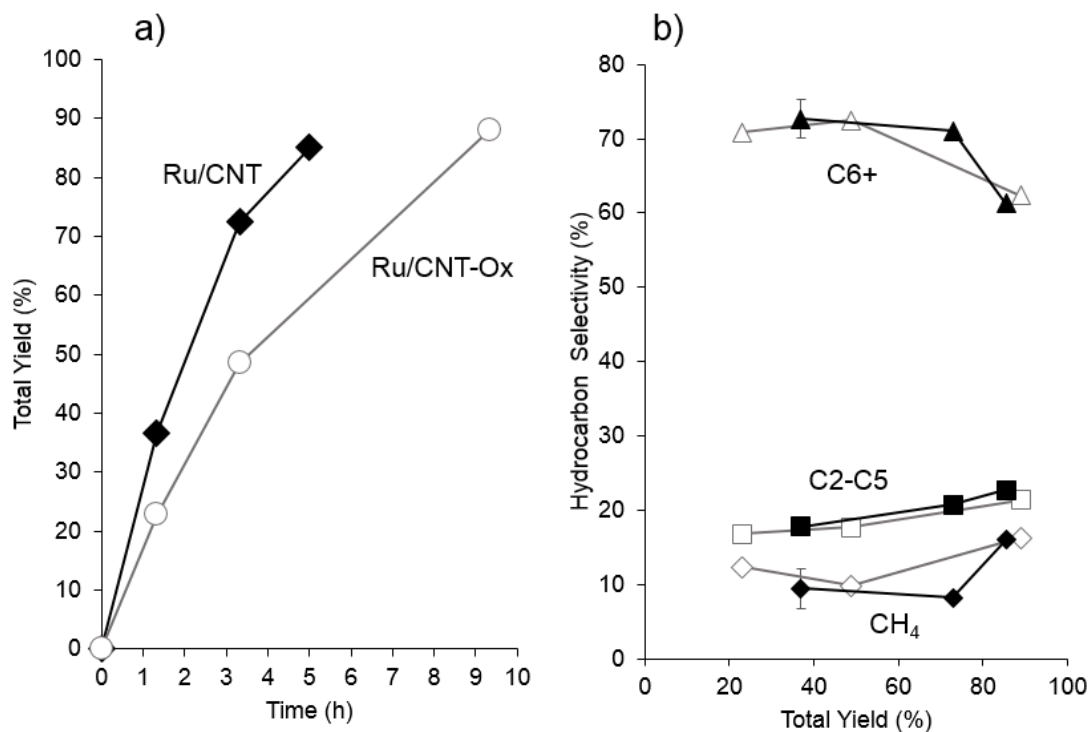 a)
Total Yield (%)
100
90
80
70
60
50
40
30
20
10
0
Ru/CNT
Ru/CNT-Ox
0 1 2 3 4 5 6 7 8 9 10
Time (h)
b)
Hydrocarbon Selectivity (%)
80
70
60
50
40
30
20
10
0
C6+
C2-C5
CH₄
0 20 40 60 80 100
Total Yield (%)